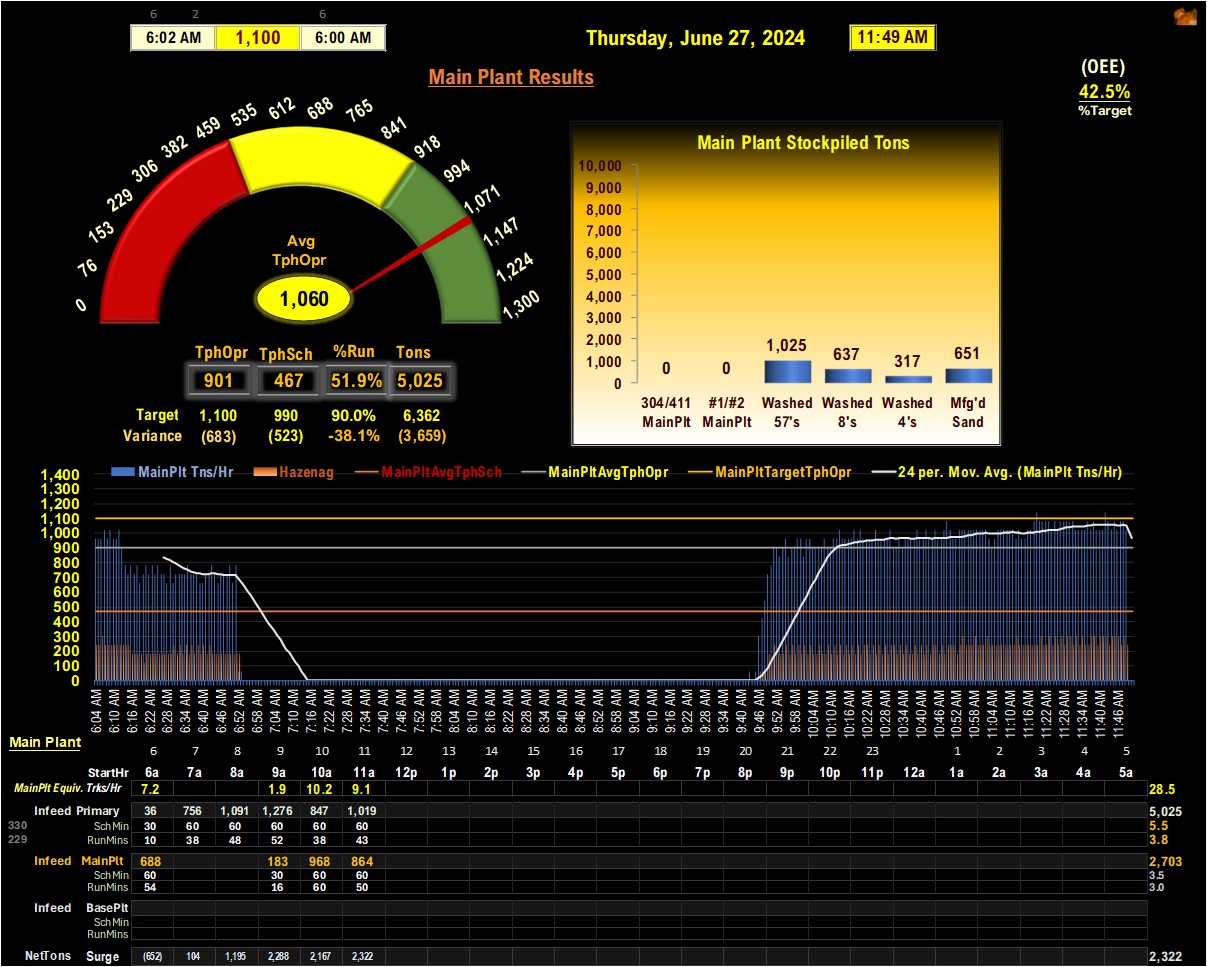 6 2 6
6:02 AM 1,100 6:00 AM
Thursday, June 27, 2024 11:49 AM
Main Plant Results
(OEE)
42.5%
%Target
0 76 153 229 306 382 459 535 612 688 765 841 918 994 1,071 1,147 1,224 1,300
Avg
TphOpr
1,060
TphOpr TphSch %Run Tons
901 467 51.9% 5,025
Target 1,100 990 90.0% 6,362
Variance (683) (523) -38.1% (3,659)
Main Plant Stockpiled Tons
10,000
9,000
8,000
7,000
6,000
5,000
4,000
3,000
2,000
1,000
0
0 0 1,025 637 317 651
304/411 #1/#2 Washed Washed Washed Mfg'd
MainPlt MainPlt 57's 8's 4's Sand
MainPlt Tns/Hr Hazenag MainPltAvgTphSch MainPltAvgTphOpr MainPltTargetTphOpr 24 per. Mov. Avg. (MainPlt Tns/Hr)
1,400
1,300
1,200
1,100
1,000
900
800
700
600
500
400
300
200
100
0
6:04 AM 6:10 AM 6:16 AM 6:22 AM 6:28 AM 6:34 AM 6:40 AM 6:46 AM 6:52 AM 6:58 AM 7:04 AM 7:10 AM 7:16 AM 7:22 AM 7:28 AM 7:34 AM 7:40 AM 7:46 AM 7:52 AM 7:58 AM 8:04 AM 8:10 AM 8:16 AM 8:22 AM 8:28 AM 8:34 AM 8:40 AM 8:46 AM 8:52 AM 8:58 AM 9:04 AM 9:10 AM 9:16 AM 9:22 AM 9:28 AM 9:34 AM 9:40 AM 9:46 AM 9:52 AM 9:58 AM 10:04 AM 10:10 AM 10:16 AM 10:22 AM 10:28 AM 10:34 AM 10:40 AM 10:46 AM 10:52 AM 10:58 AM 11:04 AM 11:10 AM 11:16 AM 11:22 AM 11:28 AM 11:34 AM 11:40 AM 11:46 AM
Main Plant
6 7 8 9 10 11 12 13 14 15 16 17 18 19 20 21 22 23 1 2 3 4 5
StartHr 6a 7a 8a 9a 10a 11a 12p 1p 2p 3p 4p 5p 6p 7p 8p 9p 10p 11p 12a 1a 2a 3a 4a 5a
MainPlt Equiv. Trks/Hr 7.2 1.9 10.2 9.1 28.5
Infeed Primary 36 756 1,091 1,276 847 1,019 5,025
330 SchMin 30 60 60 60 60 60 5.5
229 RunMins 10 38 48 52 38 43 3.8
Infeed MainPlt 688 183 968 864 2,703
SchMin 60 30 60 60 3.5
RunMins 54 16 60 50 3.0
Infeed BasePlt
SchMin
RunMins
NetTons Surge (652) 104 1,195 2,288 2,167 2,322 2,322